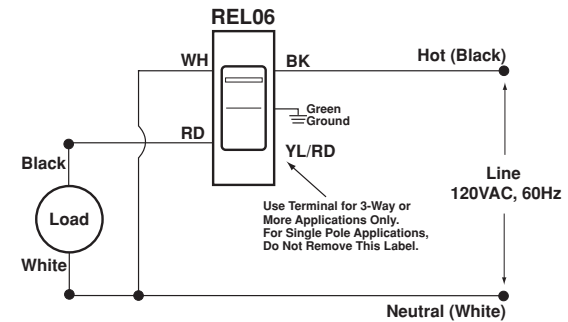 REL06
WH
BK
Hot (Black)
Green
Ground
RD
YL/RD
Black
Line
120VAC, 60Hz
Use Terminal for 3-Way or
More Applications Only.
For Single Pole Applications,
Do Not Remove This Label.
Load
White
Neutral (White)